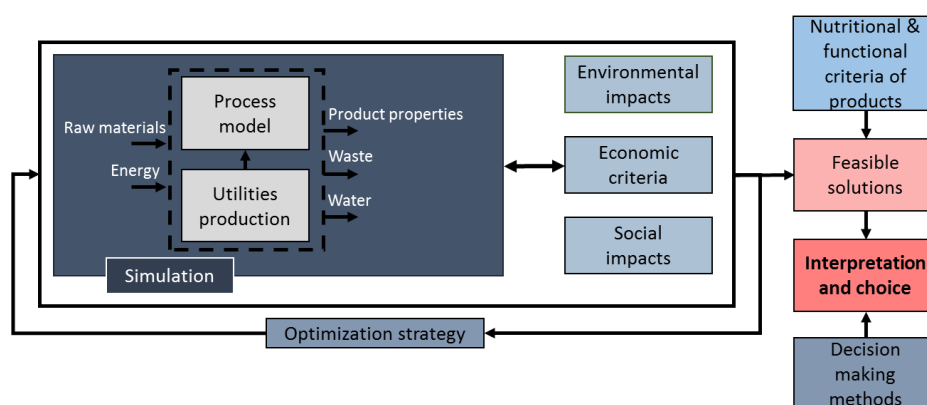 Raw materials
Energy
Process
model
Utilities
production
Product properties
Waste
Water
Simulation
Environmental
impacts
Economic
criteria
Social
impacts
Optimization strategy
Nutritional &
functional
criteria of
products
Feasible
solutions
Interpretation
and choice
Decision
making
methods